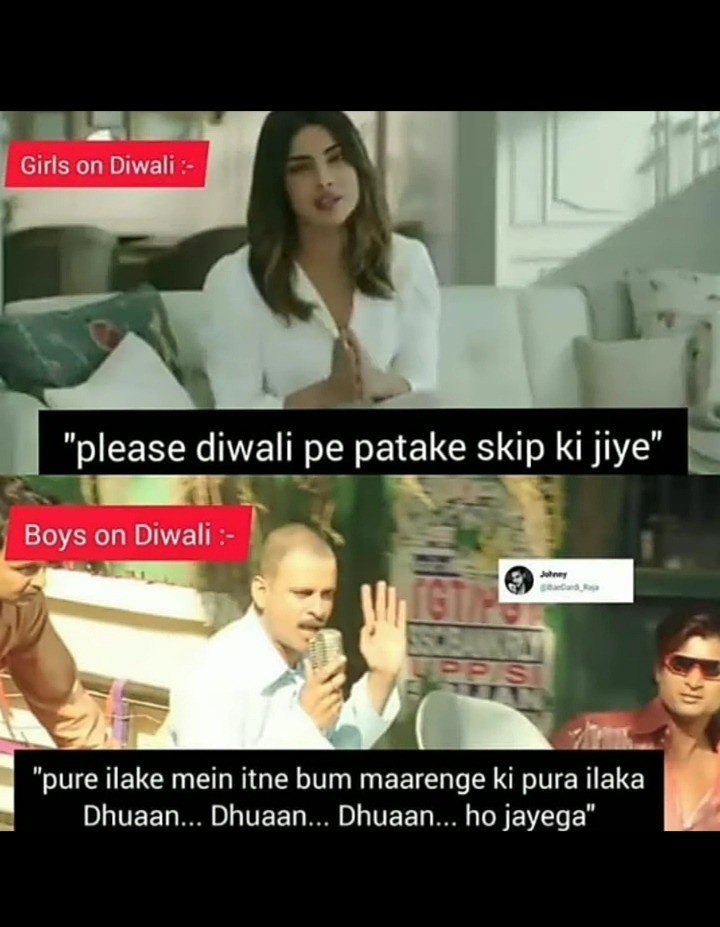 Girls on Diwali :-
"please diwali pe patake skip ki jiye"
Boys on Diwali :-
Johney
"pure ilake mein itne bum maarenge ki pura ilaka
Dhuaan... Dhuaan... Dhuaan... ho jayega"